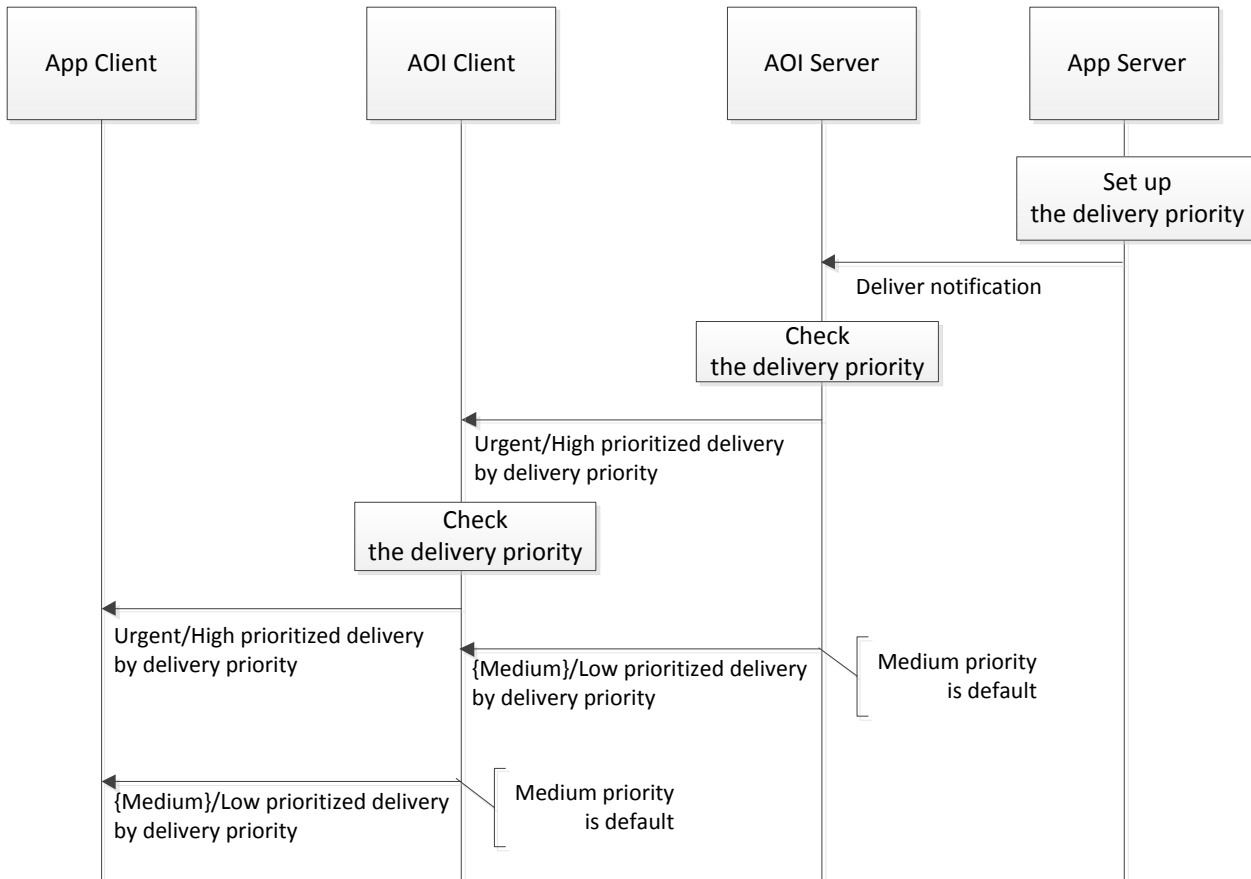 App Client
AOI Client
AOI Server
App Server
Set up
the delivery priority
Deliver notification
Check
the delivery priority
Urgent/High prioritized delivery
by delivery priority
Check
the delivery priority
Urgent/High prioritized delivery
by delivery priority
{Medium}/Low prioritized delivery
by delivery priority
Medium priority
is default
{Medium}/Low prioritized delivery
by delivery priority
Medium priority
is default